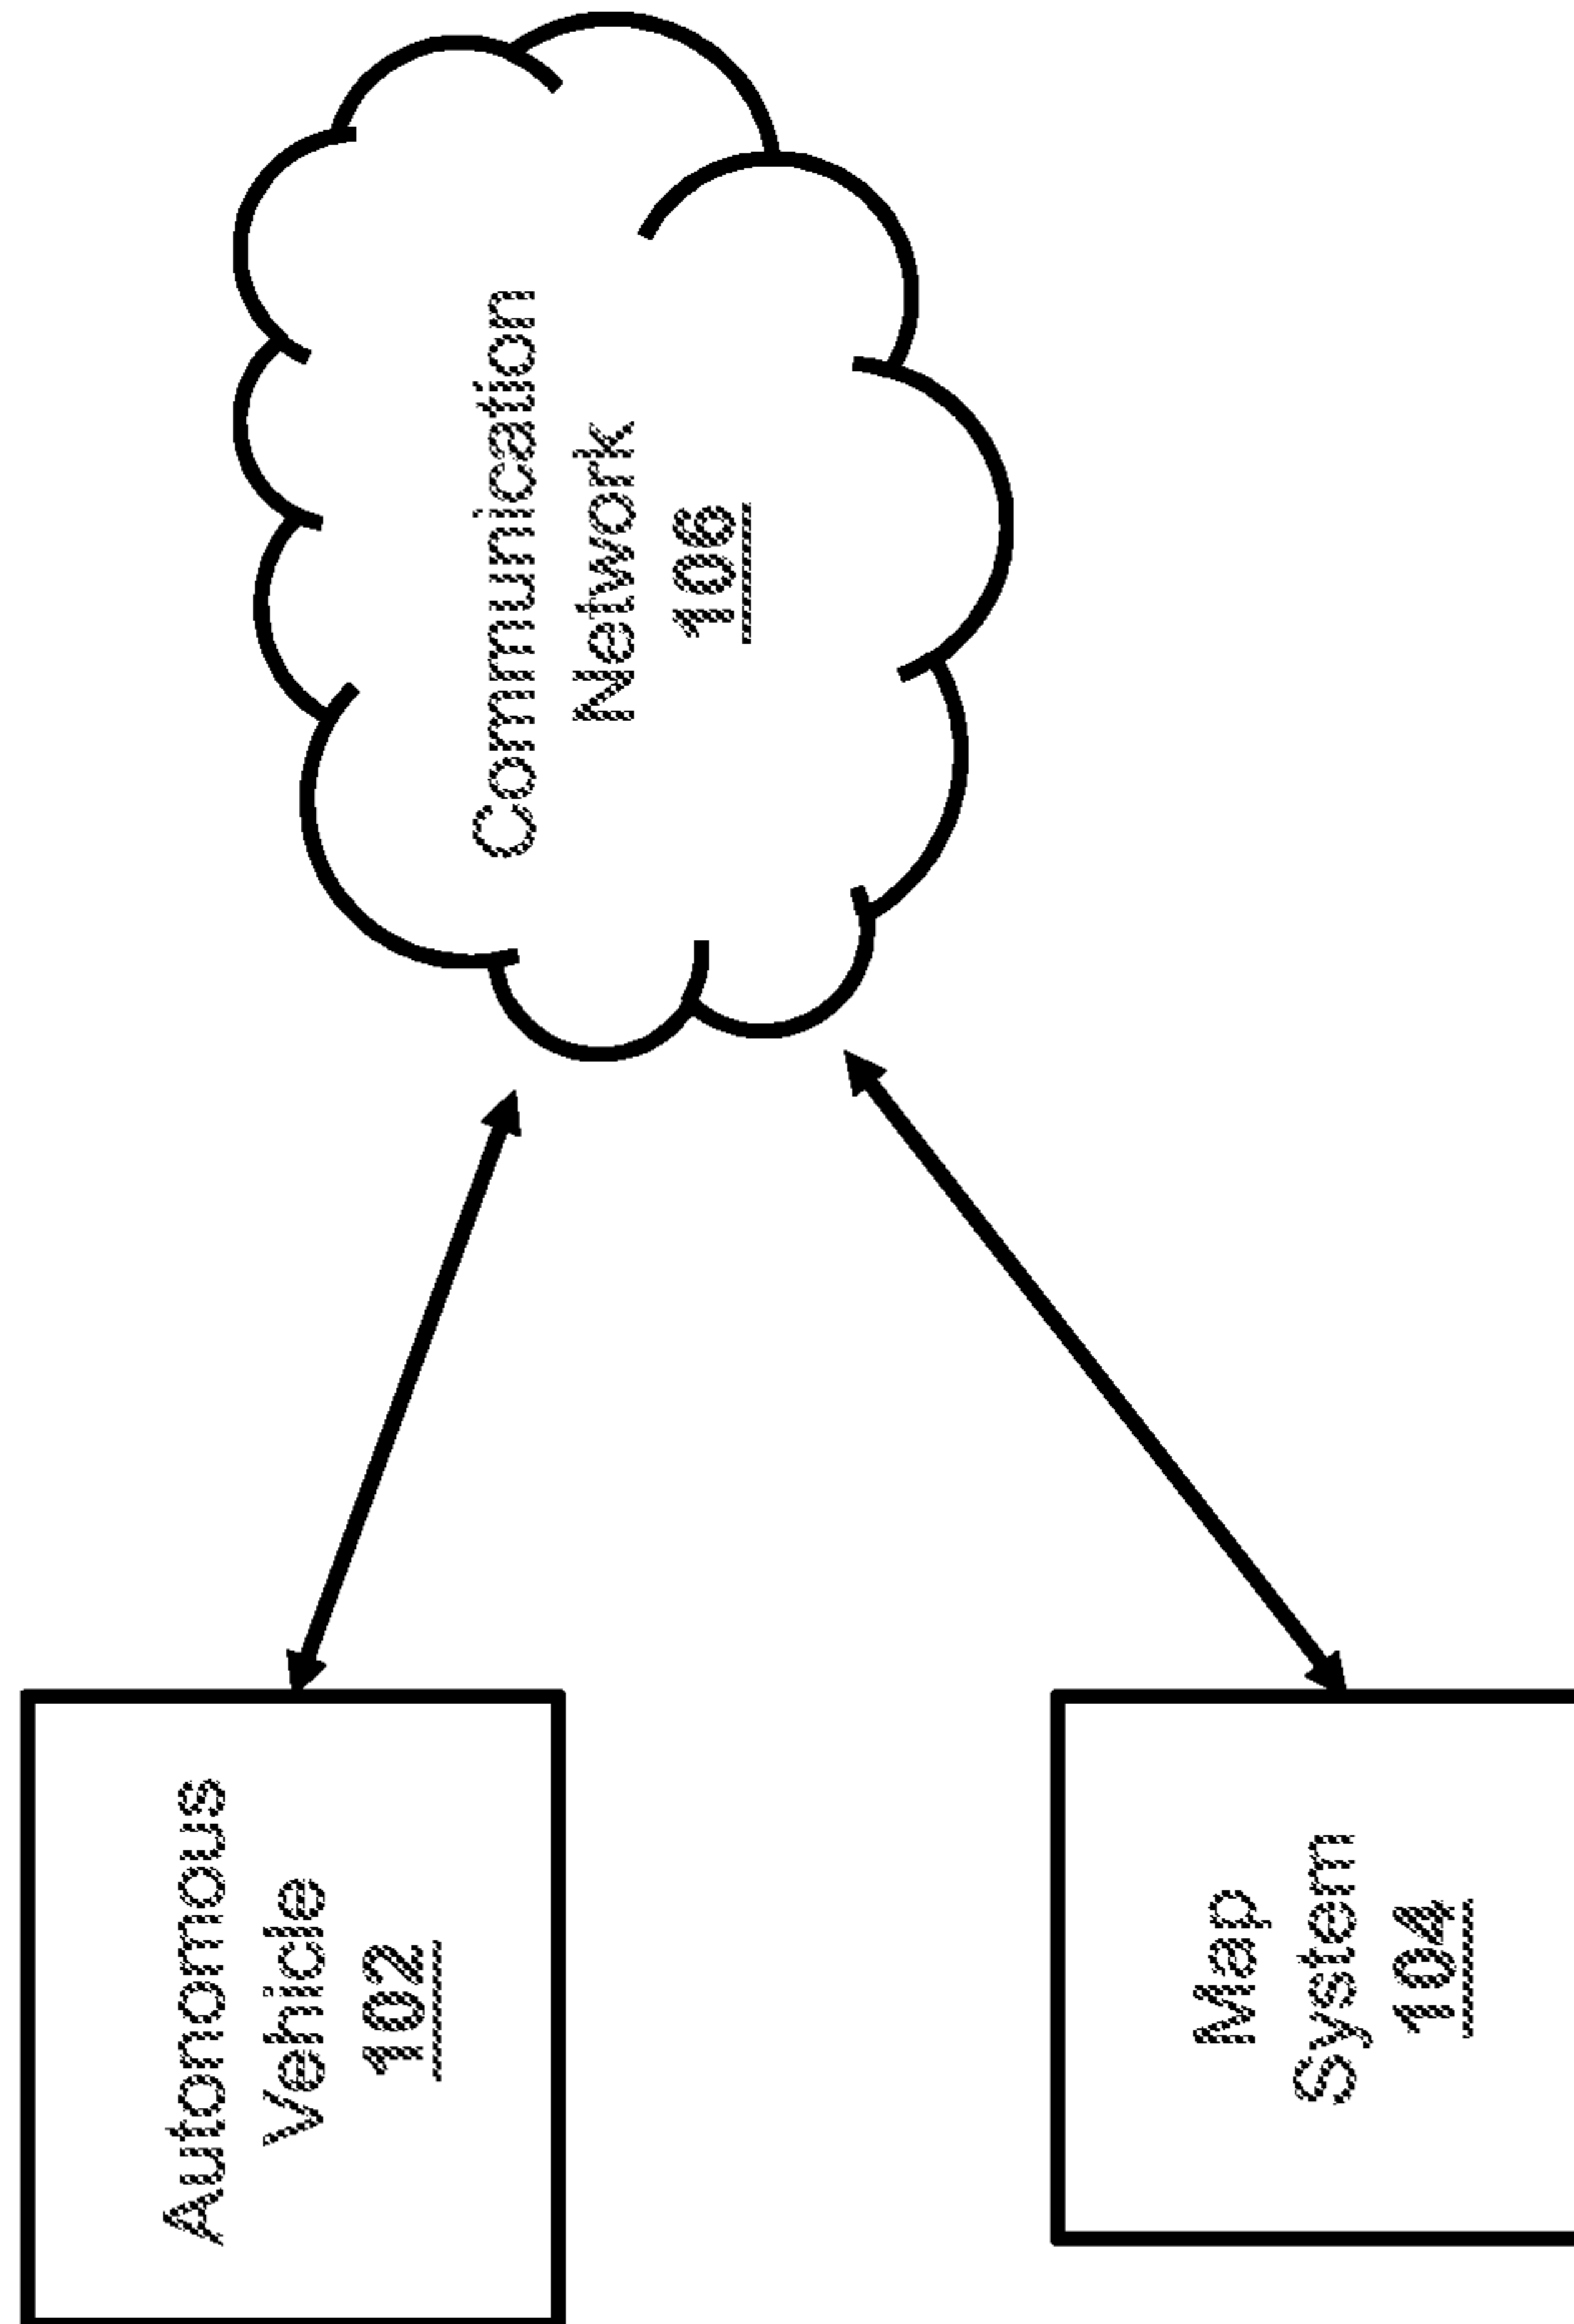 Autonomous
Vehicle
102
Map
System
104
Communication
Network
106